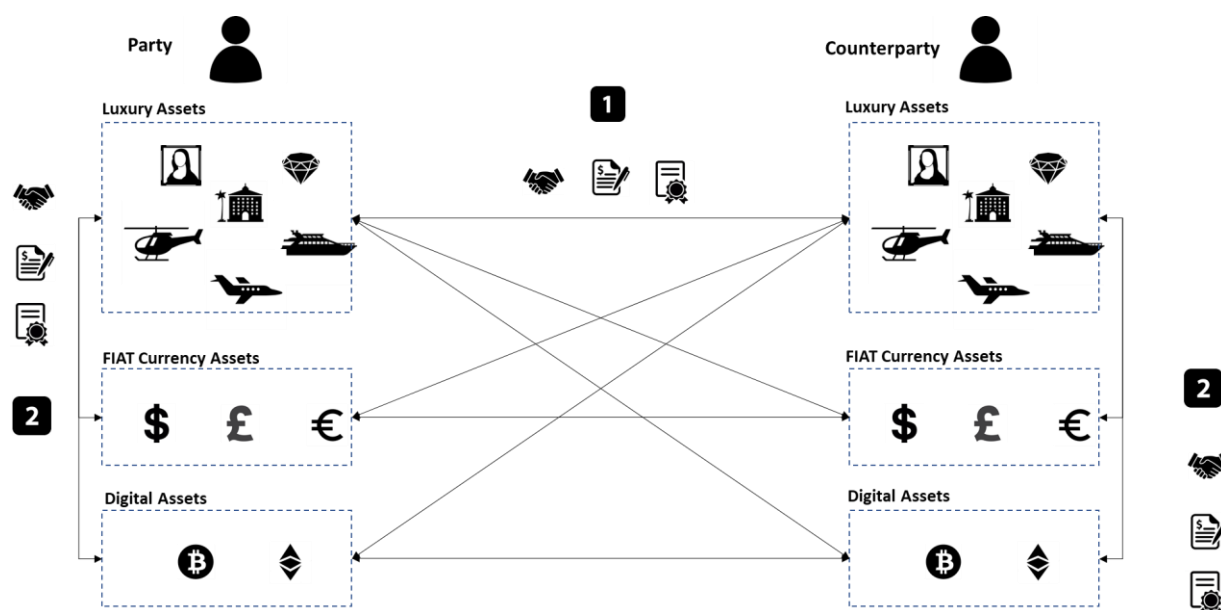 Party
Counterparty
Luxury Assets
1
Luxury Assets
$
$
FIAT Currency Assets
FIAT Currency Assets
2
$ £ €
$ £ €
2
$
Digital Assets
Digital Assets